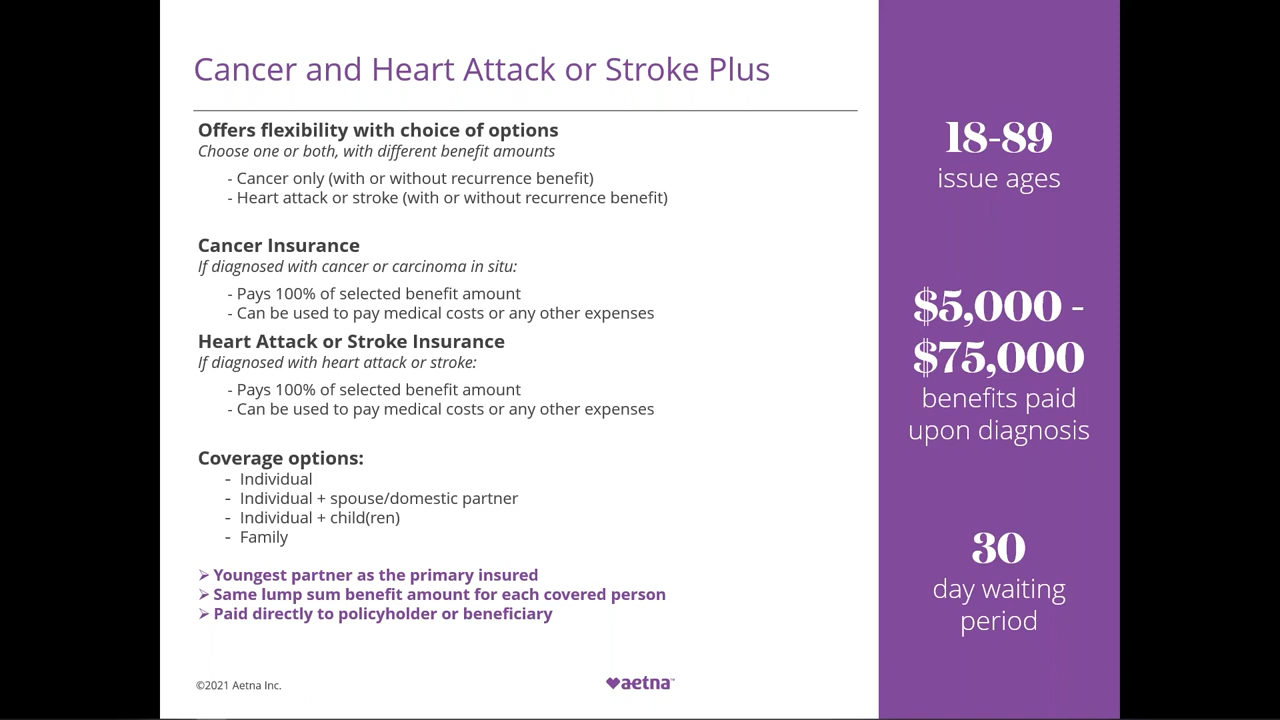 Cancer and Heart Attack or Stroke Plus
Offers flexibility with choice of options
Choose one or both, with different benefit amounts
- Cancer only (with or without recurrence benefit)
- Heart attack or stroke (with or without recurrence benefit)
Cancer Insurance
If diagnosed with cancer or carcinoma in situ:
- Pays 100% of selected benefit amount
- Can be used to pay medical costs or any other expenses
Heart Attack or Stroke Insurance
If diagnosed with heart attack or stroke:
- Pays 100% of selected benefit amount
- Can be used to pay medical costs or any other expenses
Coverage options:
- Individual
- Individual + spouse/domestic partner
- Individual + child(ren)
- Family
➢ Youngest partner as the primary insured
➢ Same lump sum benefit amount for each covered person
➢ Paid directly to policyholder or beneficiary
©2021 Aetna Inc.
aetna™
18-89
issue ages
$5,000 -
$75,000
benefits paid
upon diagnosis
30
day waiting
period